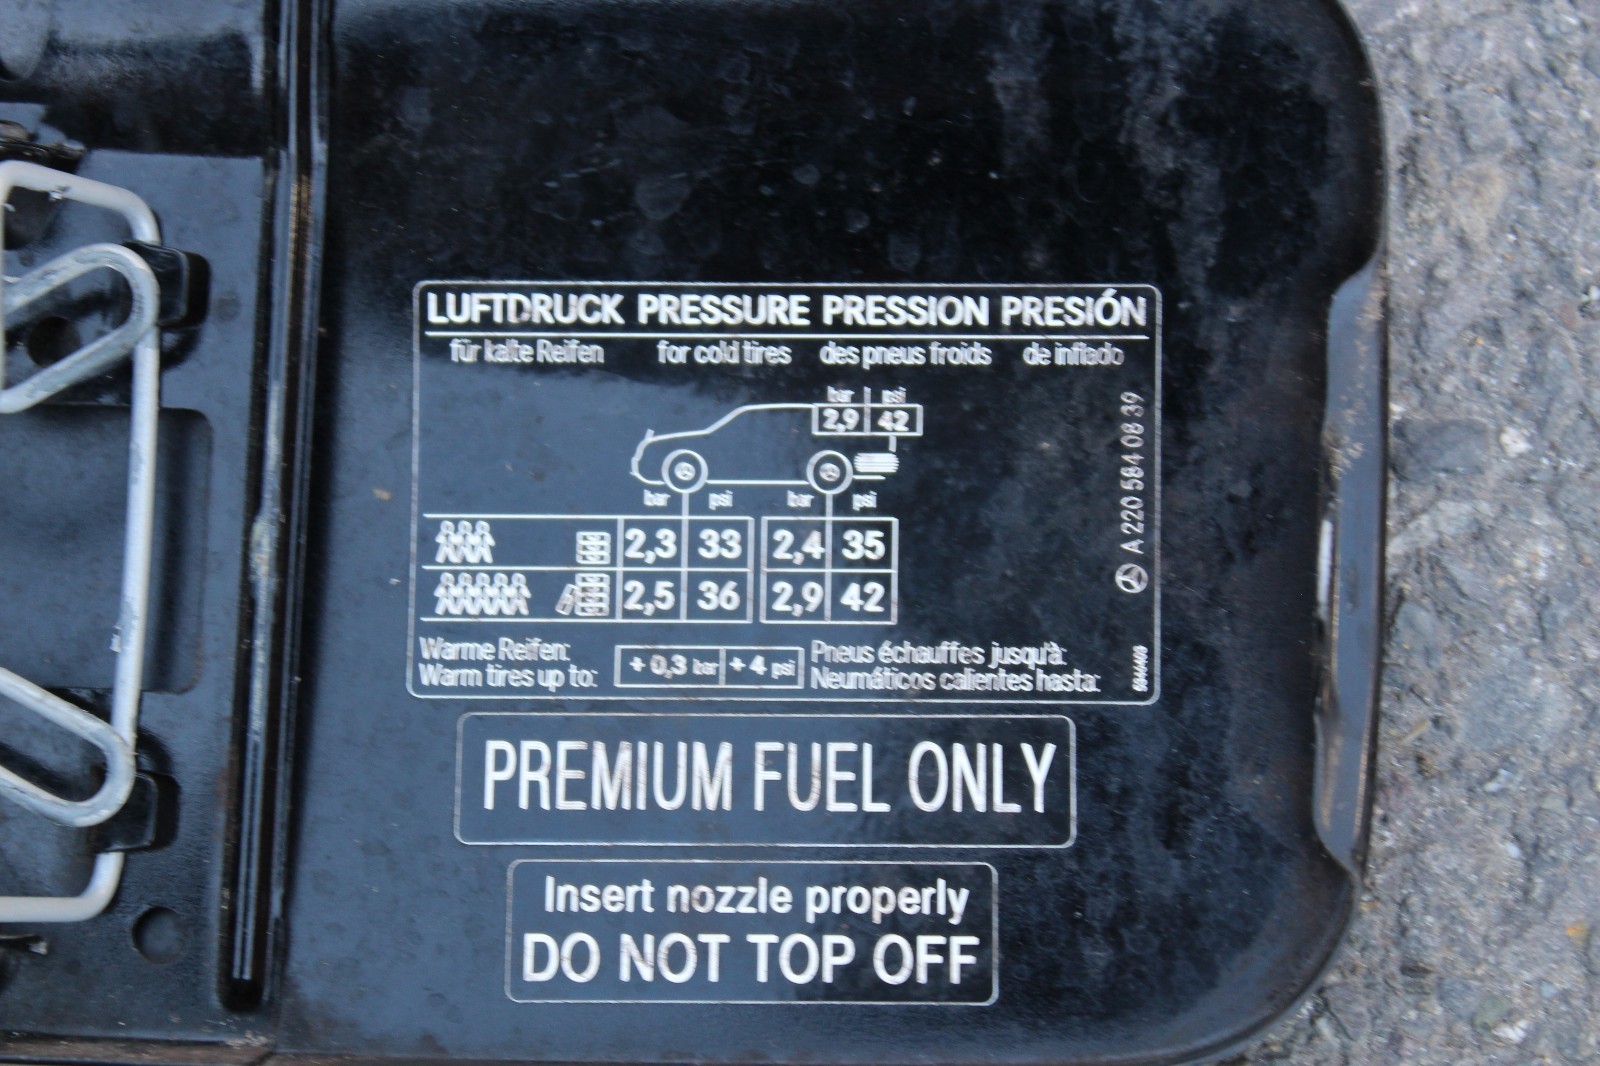 LUFTDRUCK PRESSURE PRESSION PRESIÓN
für kalte Reifen for cold tires des pneus froids de inflado
bar psi
2,9 42
bar psi bar psi
2,3 33 2,4 35
2,5 36 2,9 42
A 220 584 08 39
Warme Reifen: + 0,3 bar + 4 psi Pneus échauffes jusqu'à:
Warm tires up to: Neumáticos calientes hasta:
PREMIUM FUEL ONLY
Insert nozzle properly
DO NOT TOP OFF